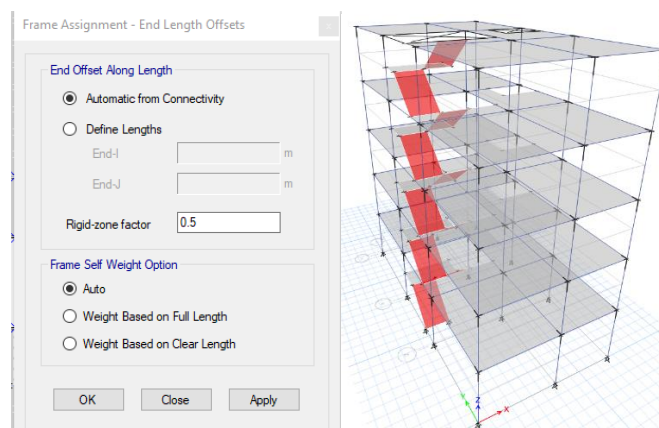 Frame Assignment - End Length Offsets
End Offset Along Length
Automatic from Connectivity
Define Lengths
End-I
m
End-J
m
Rigid-zone factor
0.5
Frame Self Weight Option
Auto
Weight Based on Full Length
Weight Based on Clear Length
OK
Close
Apply
Z
Y
X